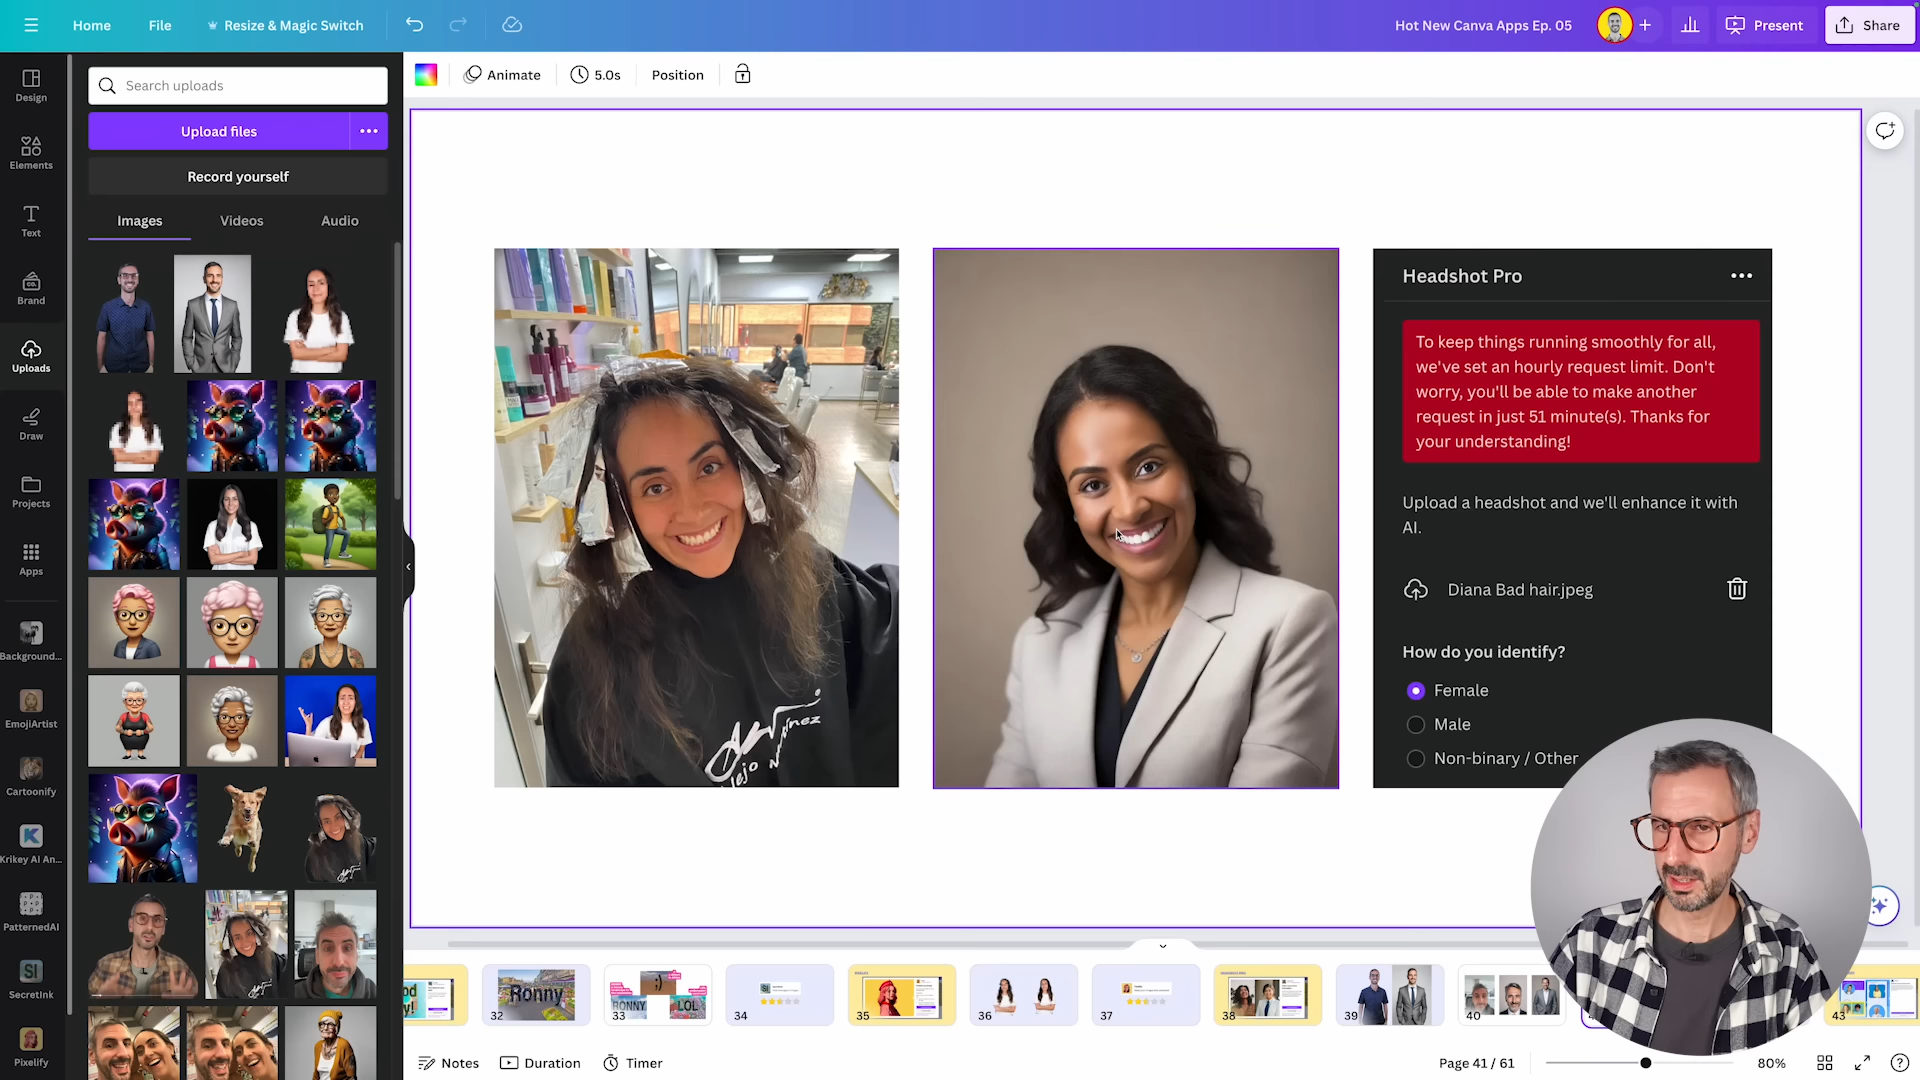 Home
File
Resize & Magic Switch
Hot New Canva Apps Ep. 05
Present
Share
Design
Elements
Text
Brand
Uploads
Draw
Projects
Apps
Background...
EmojiArtist
Cartoonify
Krikey AI An...
PatternedAI
SecretInk
Pixelify
Search uploads
Upload files
Record yourself
Images
Videos
Audio
Animate
5.0s
Position
Headshot Pro
To keep things running smoothly for all,
we've set an hourly request limit. Don't
worry, you'll be able to make another
request in just 51 minute(s). Thanks for
your understanding!
Upload a headshot and we'll enhance it with
AI.
Diana Bad hair.jpeg
How do you identify?
Female
Male
Non-binary / Other
32
Ronny
33
RONNY
LOL
34
35
36
37
38
39
40
43
Notes
Duration
Timer
Page 41 / 61
80%